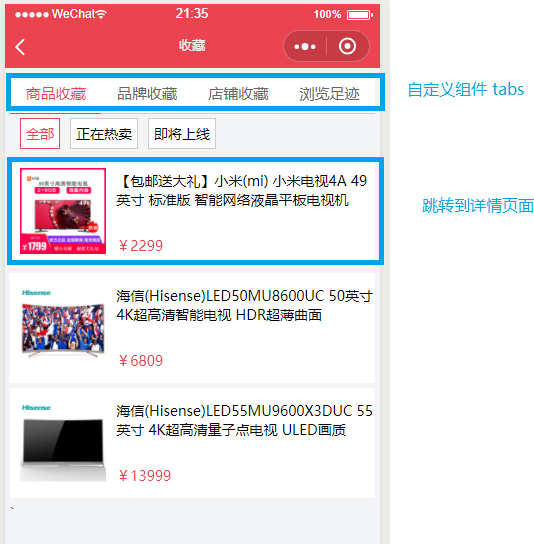 WeChat 21:35 100%
收藏
商品收藏 品牌收藏 店铺收藏 浏览足迹
自定义组件 tabs
全部 正在热卖 即将上线
【包邮送大礼】小米(mi) 小米电视4A 49
英寸 标准版 智能网络液晶平板电视机
¥2299
49
¥1799
跳转到详情页面
Hisense
海信(Hisense)LED50MU8600UC 50英寸
4K超高清智能电视 HDR超薄曲面
¥6809
Hisense
海信(Hisense)LED55MU9600X3DUC 55
英寸 4K超高清量子点电视 ULED画质
¥13999
、